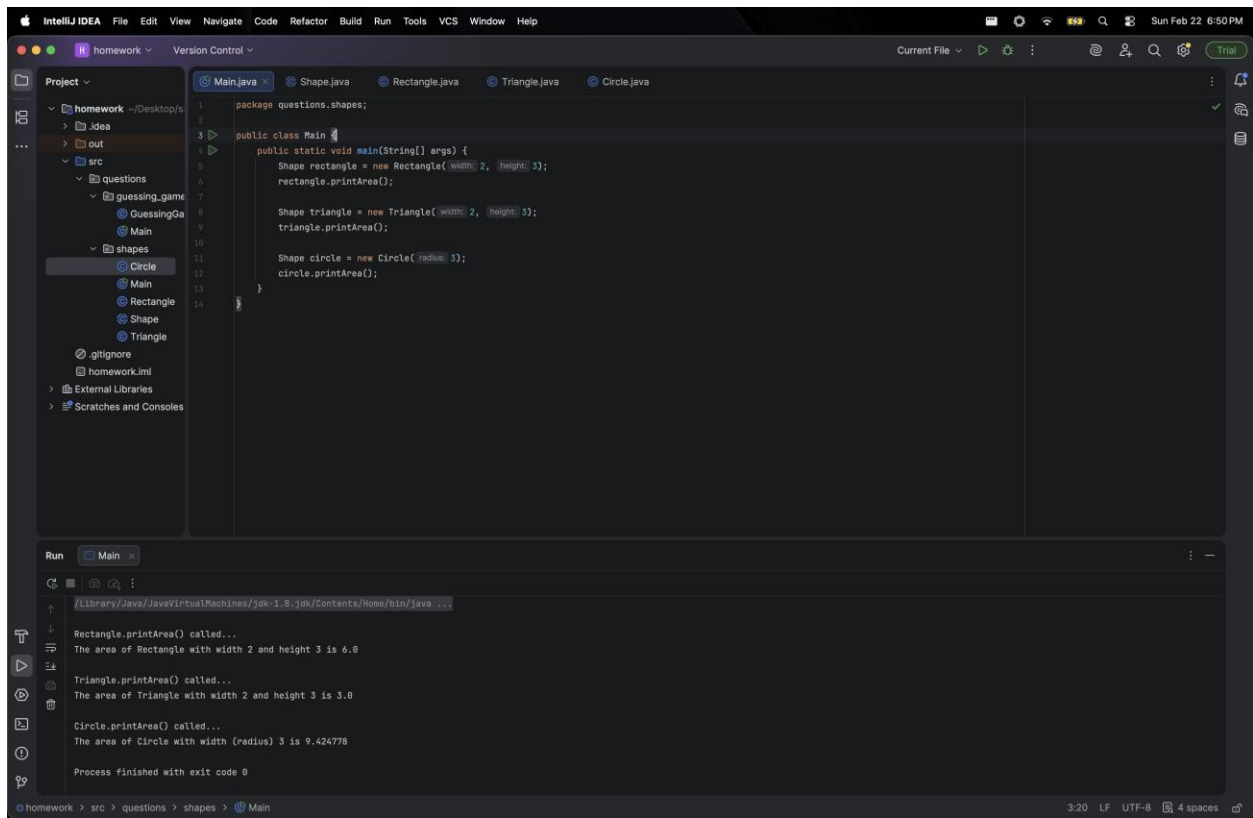 IntelliJ IDEA File Edit View Navigate Code Refactor Build Run Tools VCS Window Help Sun Feb 22 6:50 PM
H homework Version Control Current File Trial
Project
Main.java Shape.java Rectangle.java Triangle.java Circle.java
homework ~/Desktop/s
.idea
out
src
questions
guessing_game
GuessingGa
Main
shapes
Circle
Main
Rectangle
Shape
Triangle
.gitignore
homework.iml
External Libraries
Scratches and Consoles
1 package questions.shapes;
2
3 public class Main {
4 public static void main(String[] args) {
5 Shape rectangle = new Rectangle( width: 2, height: 3);
6 rectangle.printArea();
7
8 Shape triangle = new Triangle( width: 2, height: 3);
9 triangle.printArea();
10
11 Shape circle = new Circle( radius: 3);
12 circle.printArea();
13 }
14 }
Run Main
/Library/Java/JavaVirtualMachines/jdk-1.8.jdk/Contents/Home/bin/java ...
Rectangle.printArea() called...
The area of Rectangle with width 2 and height 3 is 6.0
Triangle.printArea() called...
The area of Triangle with width 2 and height 3 is 3.0
Circle.printArea() called...
The area of Circle with width (radius) 3 is 9.424778
Process finished with exit code 0
homework > src > questions > shapes > Main 3:20 LF UTF-8 4 spaces